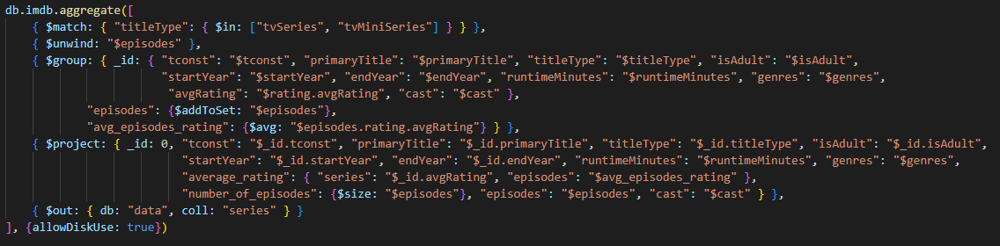 db.imdb.aggregate([
{ $match: { "titleType": { $in: ["tvSeries", "tvMiniSeries"] } } },
{ $unwind: "$episodes" },
{ $group: { _id: { "tconst": "$tconst", "primaryTitle": "$primaryTitle", "titleType": "$titleType", "isAdult": "$isAdult",
"startYear": "$startYear", "endYear": "$endYear", "runtimeMinutes": "$runtimeMinutes", "genres": "$genres",
"avgRating": "$rating.avgRating", "cast": "$cast" },
"episodes": {$addToSet: "$episodes"},
"avg_episodes_rating": {$avg: "$episodes.rating.avgRating"} } },
{ $project: { _id: 0, "tconst": "$_id.tconst", "primaryTitle": "$_id.primaryTitle", "titleType": "$_id.titleType", "isAdult": "$_id.isAdult",
"startYear": "$_id.startYear", "endYear": "$_id.endYear", "runtimeMinutes": "$runtimeMinutes", "genres": "$genres",
"average_rating": { "series": "$_id.avgRating", "episodes": "$avg_episodes_rating" },
"number_of_episodes": {$size: "$episodes"}, "episodes": "$episodes", "cast": "$cast" } },
{ $out: { db: "data", coll: "series" } }
], {allowDiskUse: true})